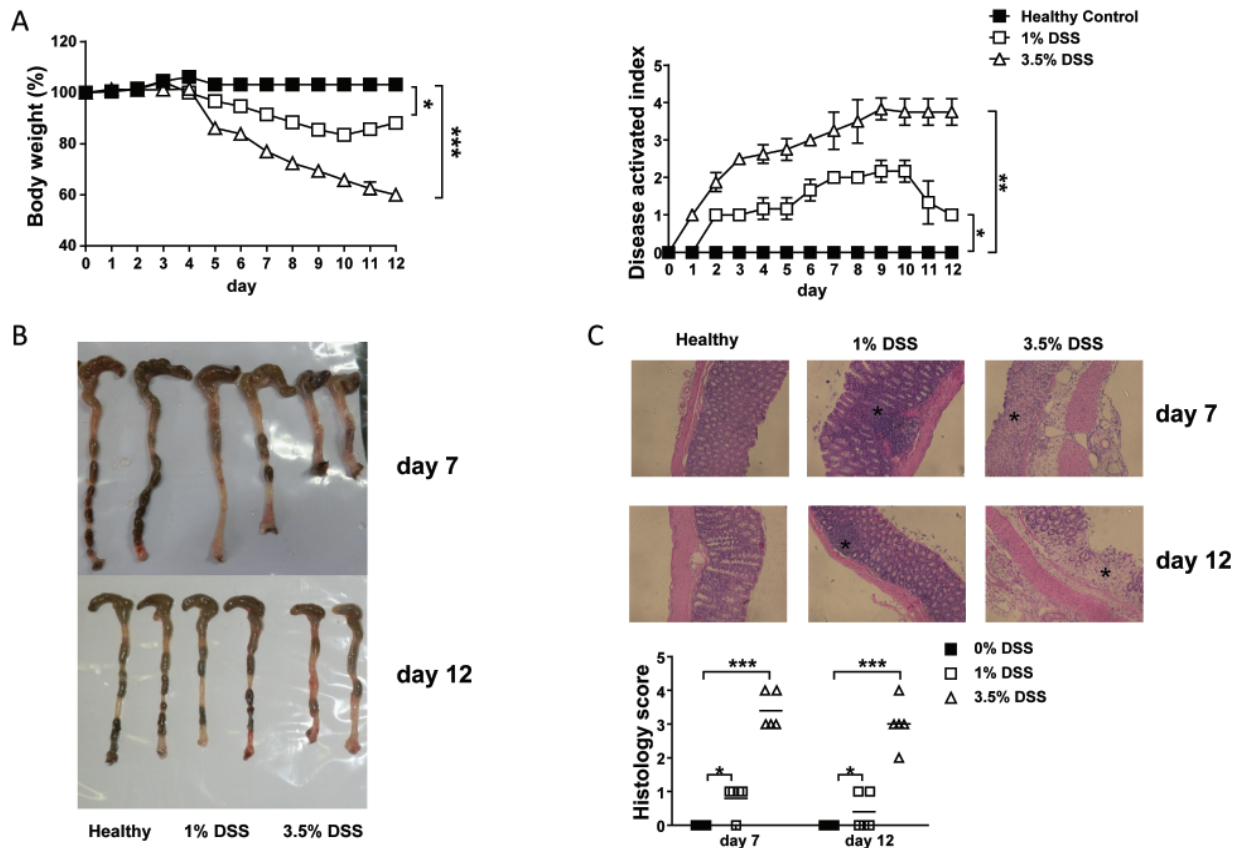 A
Body weight (%)
120
100
80
60
40
0 1 2 3 4 5 6 7 8 9 10 11 12
day
*
***
Healthy Control
1% DSS
3.5% DSS
Disease activated index
5
4
3
2
1
0
0 1 2 3 4 5 6 7 8 9 10 11 12
day
*
**
B
day 7
day 12
Healthy 1% DSS 3.5% DSS
C
Healthy 1% DSS 3.5% DSS
* * day 7
* * day 12
0% DSS
1% DSS
3.5% DSS
Histology score
5
4
3
2
1
0
*** ***
* *
day 7 day 12